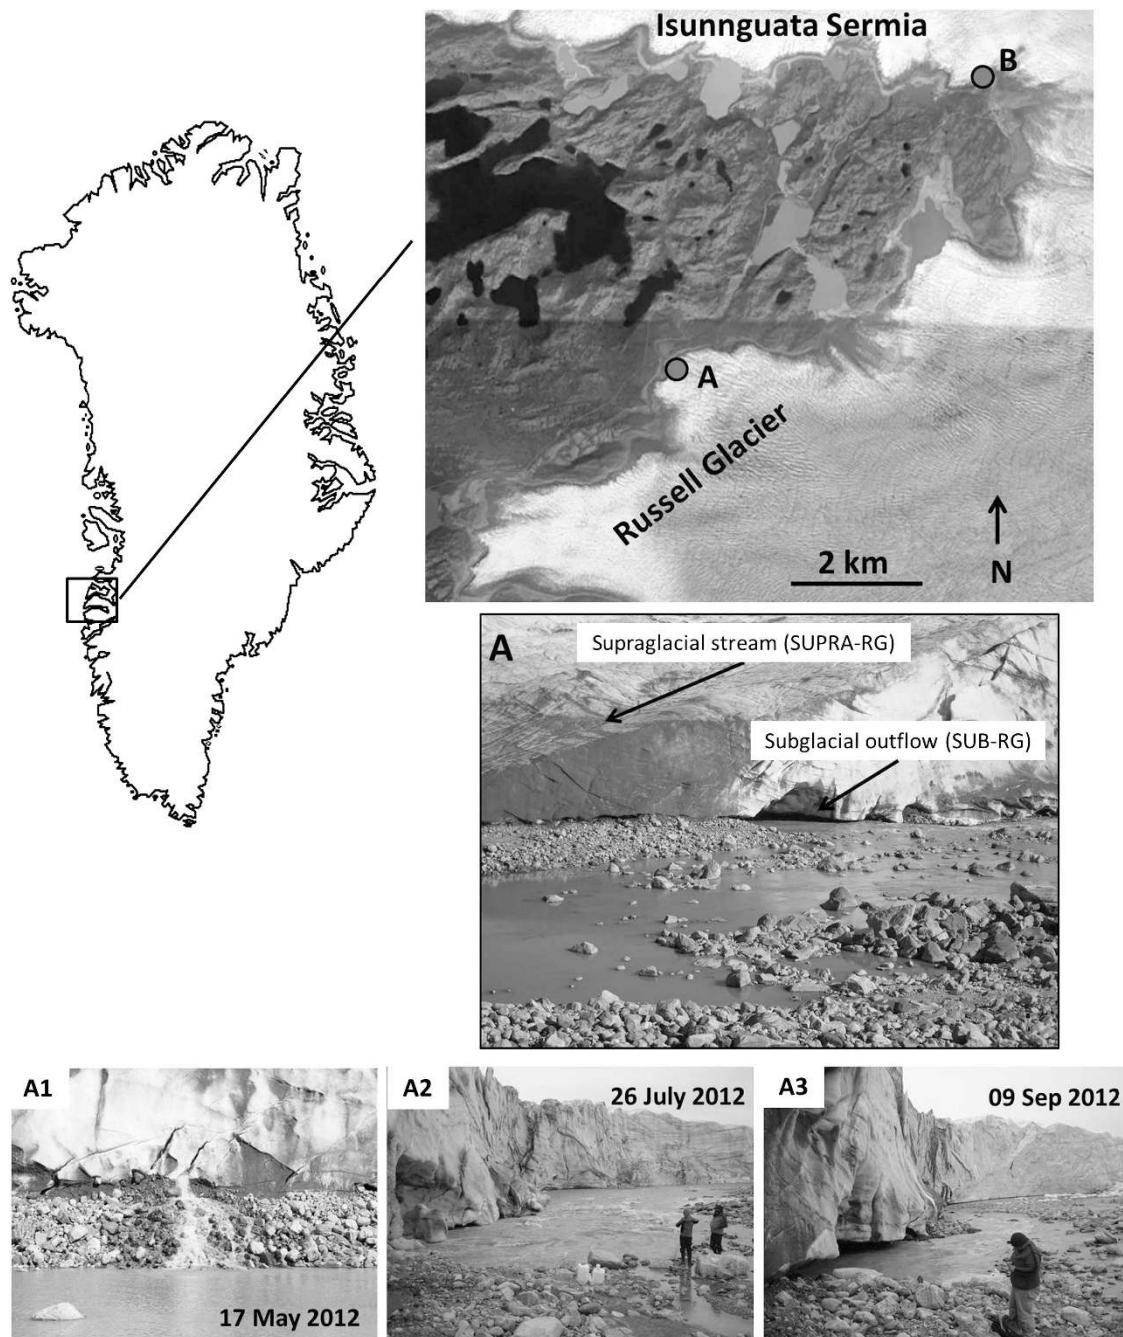 Isunnguata Sermia
B
A
Russell Glacier
2 km
N
A
Supraglacial stream (SUPRA-RG)
Subglacial outflow (SUB-RG)
A1
17 May 2012
A2
26 July 2012
A3
09 Sep 2012